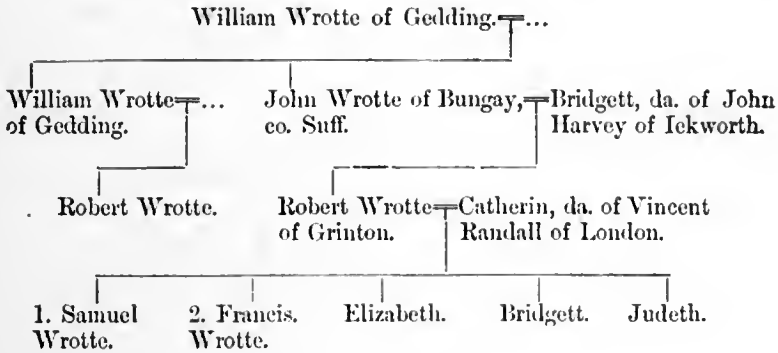 William Wrotte of Gedding.=...
William Wrotte=... John Wrotte of Bungay,=Bridgett, da. of John
of Gedding. co. Suff. Harvey of Ickworth.
Robert Wrotte. Robert Wrotte=Catherin, da. of Vincent
of Grinton. Randall of London.
1. Samuel 2. Francis. Elizabeth. Bridgett. Judeth.
Wrotte. Wrotte.